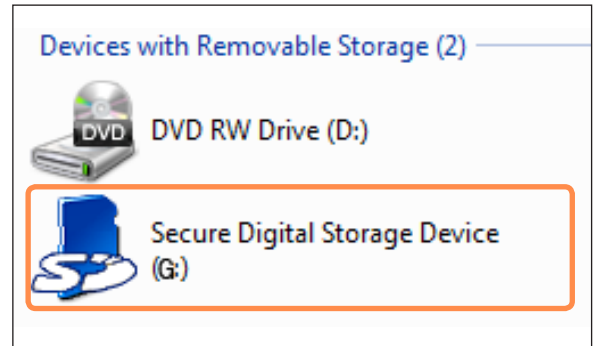 Devices with Removable Storage (2)
DVD
DVD RW Drive (D:)
SD
Secure Digital Storage Device
(G:)